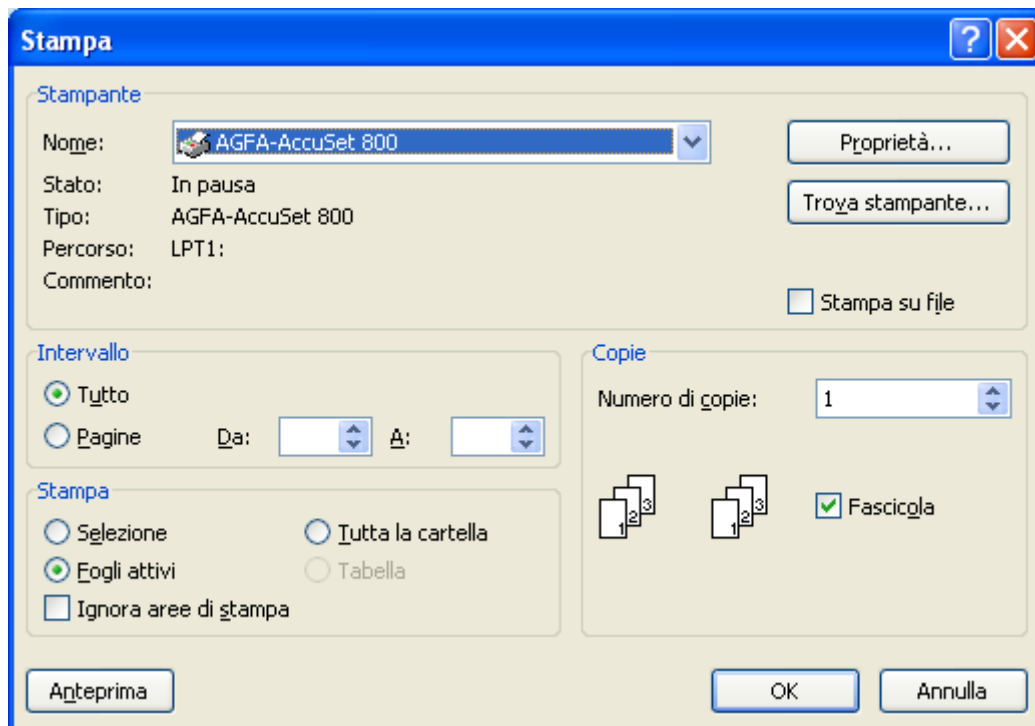 Stampa
Stampante
Nome: AGFA-AccuSet 800 Proprietà...
Stato: In pausa
Tipo: AGFA-AccuSet 800 Trova stampante...
Percorso: LPT1:
Commento:
Stampa su file
Intervallo
Tutto
Pagine Da: A:
Copie
Numero di copie: 1
1 2 3 1 2 3 Fascicola
Stampa
Selezione Tutta la cartella
Fogli attivi Tabella
Ignora aree di stampa
Anteprima OK Annulla